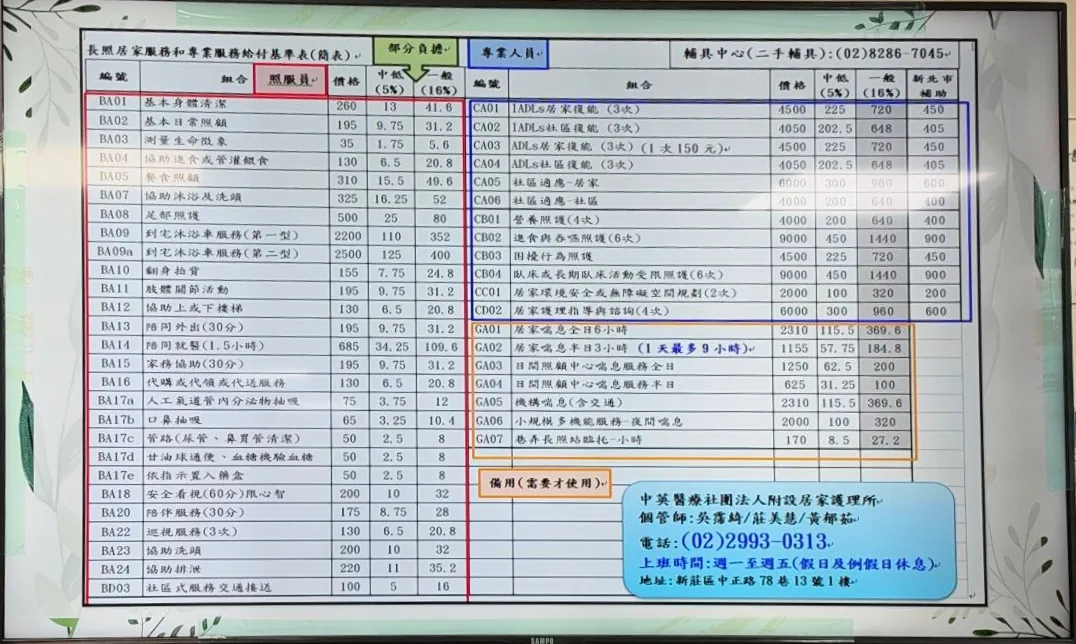 長照居家服務和專業服務給付基準表(簡表)
部分負擔
專業人員
輔具中心(二手輔具):(02)8286-7045
編號 組合 照服員 價格 中低(5%) 一般(16%)
BA01 基本身體清潔 260 13 41.6
BA02 基本日常照顧 195 9.75 31.2
BA03 測量生命徵象 35 1.75 5.6
BA04 協助進食或管灌餵食 130 6.5 20.8
BA05 餐食照顧 310 15.5 49.6
BA07 協助沐浴及洗頭 325 16.25 52
BA08 足部照護 500 25 80
BA09 到宅沐浴車服務(第一型) 2200 110 352
BA09a 到宅沐浴車服務(第二型) 2500 125 400
BA10 翻身拍背 155 7.75 24.8
BA11 肢體關節活動 195 9.75 31.2
BA12 協助上或下樓梯 130 6.5 20.8
BA13 陪同外出(30分) 195 9.75 31.2
BA14 陪同就醫(1.5小時) 685 34.25 109.6
BA15 家務協助(30分) 195 9.75 31.2
BA16 代購或代領或代送服務 130 6.5 20.8
BA17a 人工氣道管內分泌物抽吸 75 3.75 12
BA17b 口鼻抽吸 65 3.25 10.4
BA17c 管路(尿管、鼻胃管清潔) 50 2.5 8
BA17d 甘油球通便、血糖機驗血糖 50 2.5 8
BA17e 依指示置入藥盒 50 2.5 8
BA18 安全看視(60分)限心智 200 10 32
BA20 陪伴服務(30分) 175 8.75 28
BA22 巡視服務(3次) 130 6.5 20.8
BA23 協助洗頭 200 10 32
BA24 協助排泄 220 11 35.2
BD03 社區式服務交通接送 100 5 16
編號 組合 價格 中低(5%) 一般(16%) 新北市補助
CA01 IADLs居家復能 (3次) 4500 225 720 450
CA02 IADLs社區復能 (3次) 4050 202.5 648 405
CA03 ADLs居家復能 (3次) (1次150元) 4500 225 720 450
CA04 ADLs社區復能 (3次) 4050 202.5 648 405
CA05 社區適應-居家 6000 300 960 600
CA06 社區適應-社區 4000 200 640 400
CB01 營養照護(4次) 4000 200 640 400
CB02 進食與吞嚥照護(6次) 9000 450 1440 900
CB03 困擾行為照護 4500 225 720 450
CB04 臥床或長期臥床活動受限照護(6次) 9000 450 1440 900
CC01 居家環境安全或無障礙空間規劃(2次) 2000 100 320 200
CD02 居家護理指導與諮詢(4次) 6000 300 960 600
GA01 居家喘息全日6小時 2310 115.5 369.6
GA02 居家喘息半日3小時 (1天最多9小時) 1155 57.75 184.8
GA03 日間照顧中心喘息服務全日 1250 62.5 200
GA04 日間照顧中心喘息服務半日 625 31.25 100
GA05 機構喘息(含交通) 2310 115.5 369.6
GA06 小規模多機能服務-夜間喘息 2000 100 320
GA07 巷弄長照站臨托-小時 170 8.5 27.2
備用(需要才使用)
中英醫療社團法人附設居家護理所
個管師:吳霈綺/莊美慧/黃郁茹
電話:(02)2993-0313
上班時間:週一至週五(假日及例假日休息)
地址:新莊區中正路78巷13號1樓
SAMPO